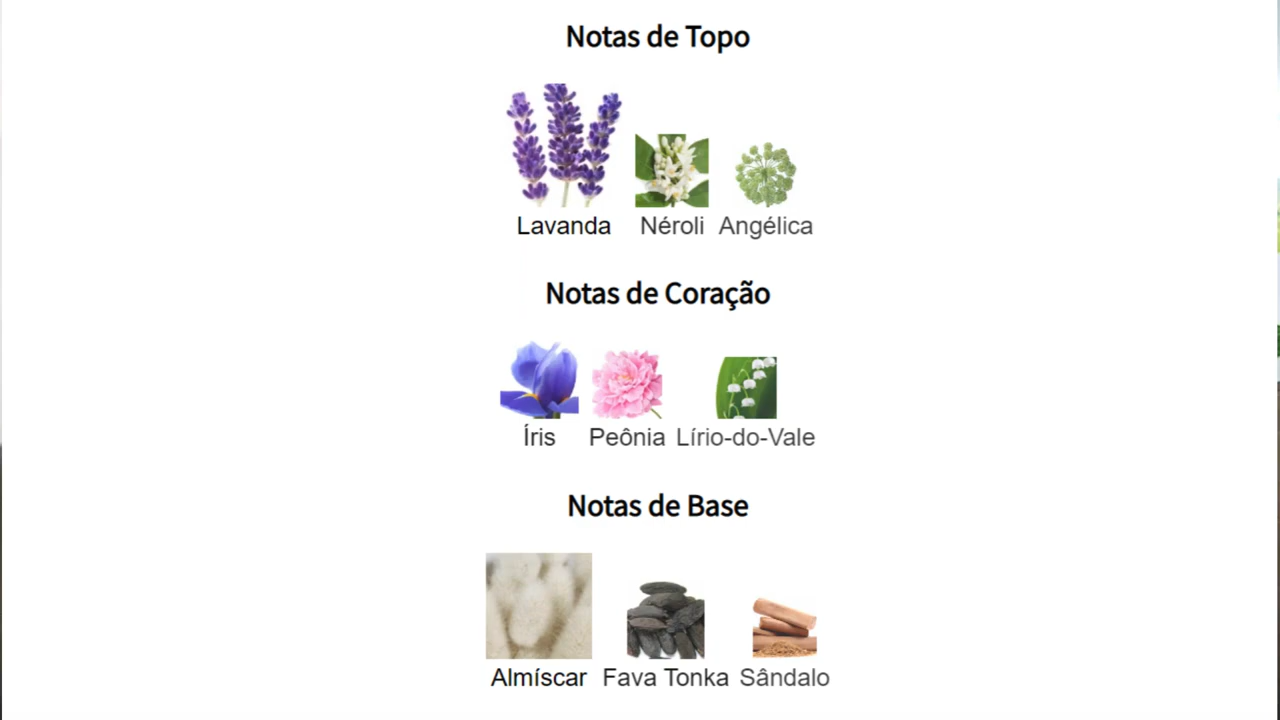 Notas de Topo
Lavanda Néroli Angélica
Notas de Coração
Íris Peônia Lírio-do-Vale
Notas de Base
Almíscar Fava Tonka Sândalo